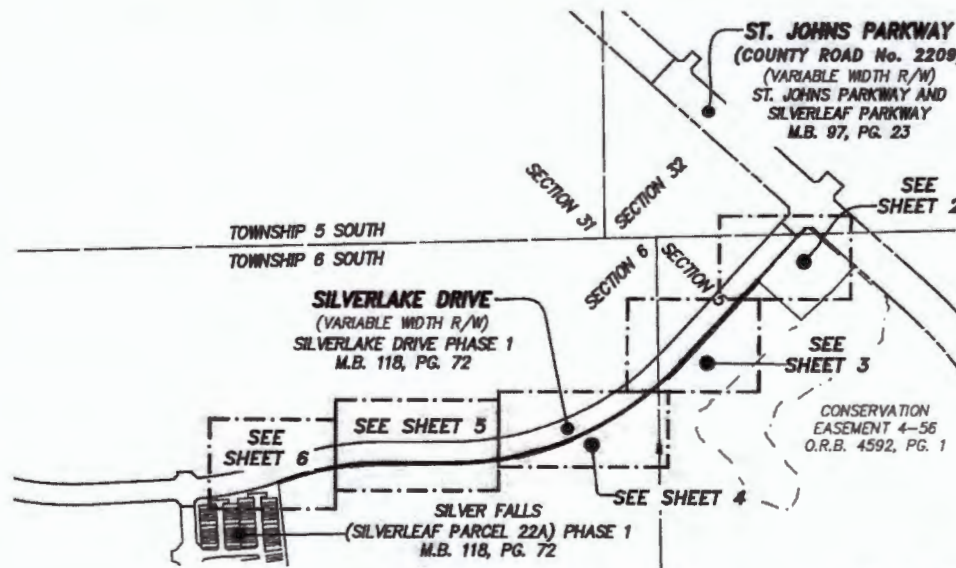 ST. JOHNS PARKWAY
(COUNTY ROAD No. 2209)
(VARIABLE WIDTH R/W)
ST. JOHNS PARKWAY AND
SILVERLEAF PARKWAY
M.B. 97, PG. 23
SECTION 31
SECTION 32
SEE
SHEET 2
TOWNSHIP 5 SOUTH
TOWNSHIP 6 SOUTH
SECTION 6
SECTION 5
SILVERLAKE DRIVE
(VARIABLE WIDTH R/W)
SILVERLAKE DRIVE PHASE 1
M.B. 118, PG. 72
SEE
SHEET 3
CONSERVATION
EASEMENT 4-56
O.R.B. 4592, PG. 1
SEE SHEET 5
SEE
SHEET 6
SEE SHEET 4
SILVER FALLS
(SILVERLEAF PARCEL 22A) PHASE 1
M.B. 118, PG. 72